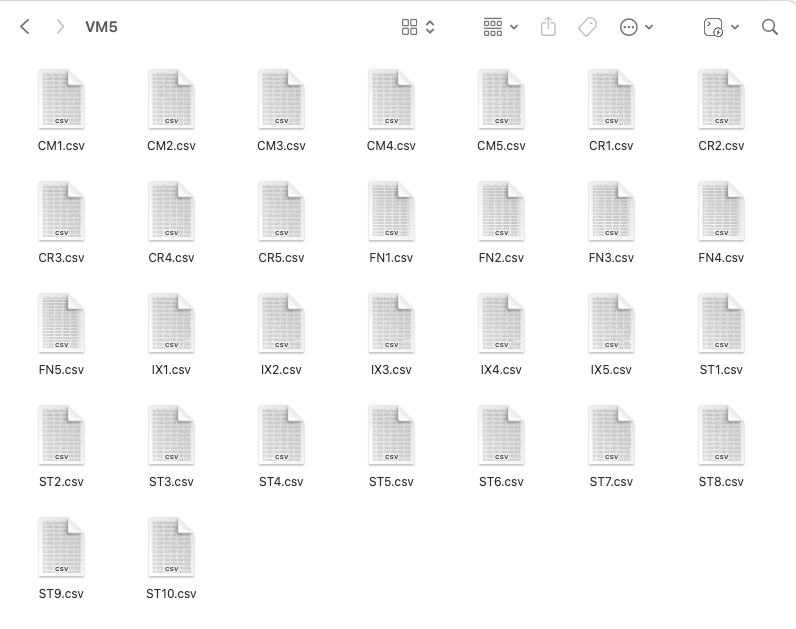 VM5
CSV CSV CSV CSV CSV CSV CSV
CM1.csv CM2.csv CM3.csv CM4.csv CM5.csv CR1.csv CR2.csv
CSV CSV CSV CSV CSV CSV CSV
CR3.csv CR4.csv CR5.csv FN1.csv FN2.csv FN3.csv FN4.csv
CSV CSV CSV CSV CSV CSV CSV
FN5.csv IX1.csv IX2.csv IX3.csv IX4.csv IX5.csv ST1.csv
CSV CSV CSV CSV CSV CSV CSV
ST2.csv ST3.csv ST4.csv ST5.csv ST6.csv ST7.csv ST8.csv
CSV CSV
ST9.csv ST10.csv